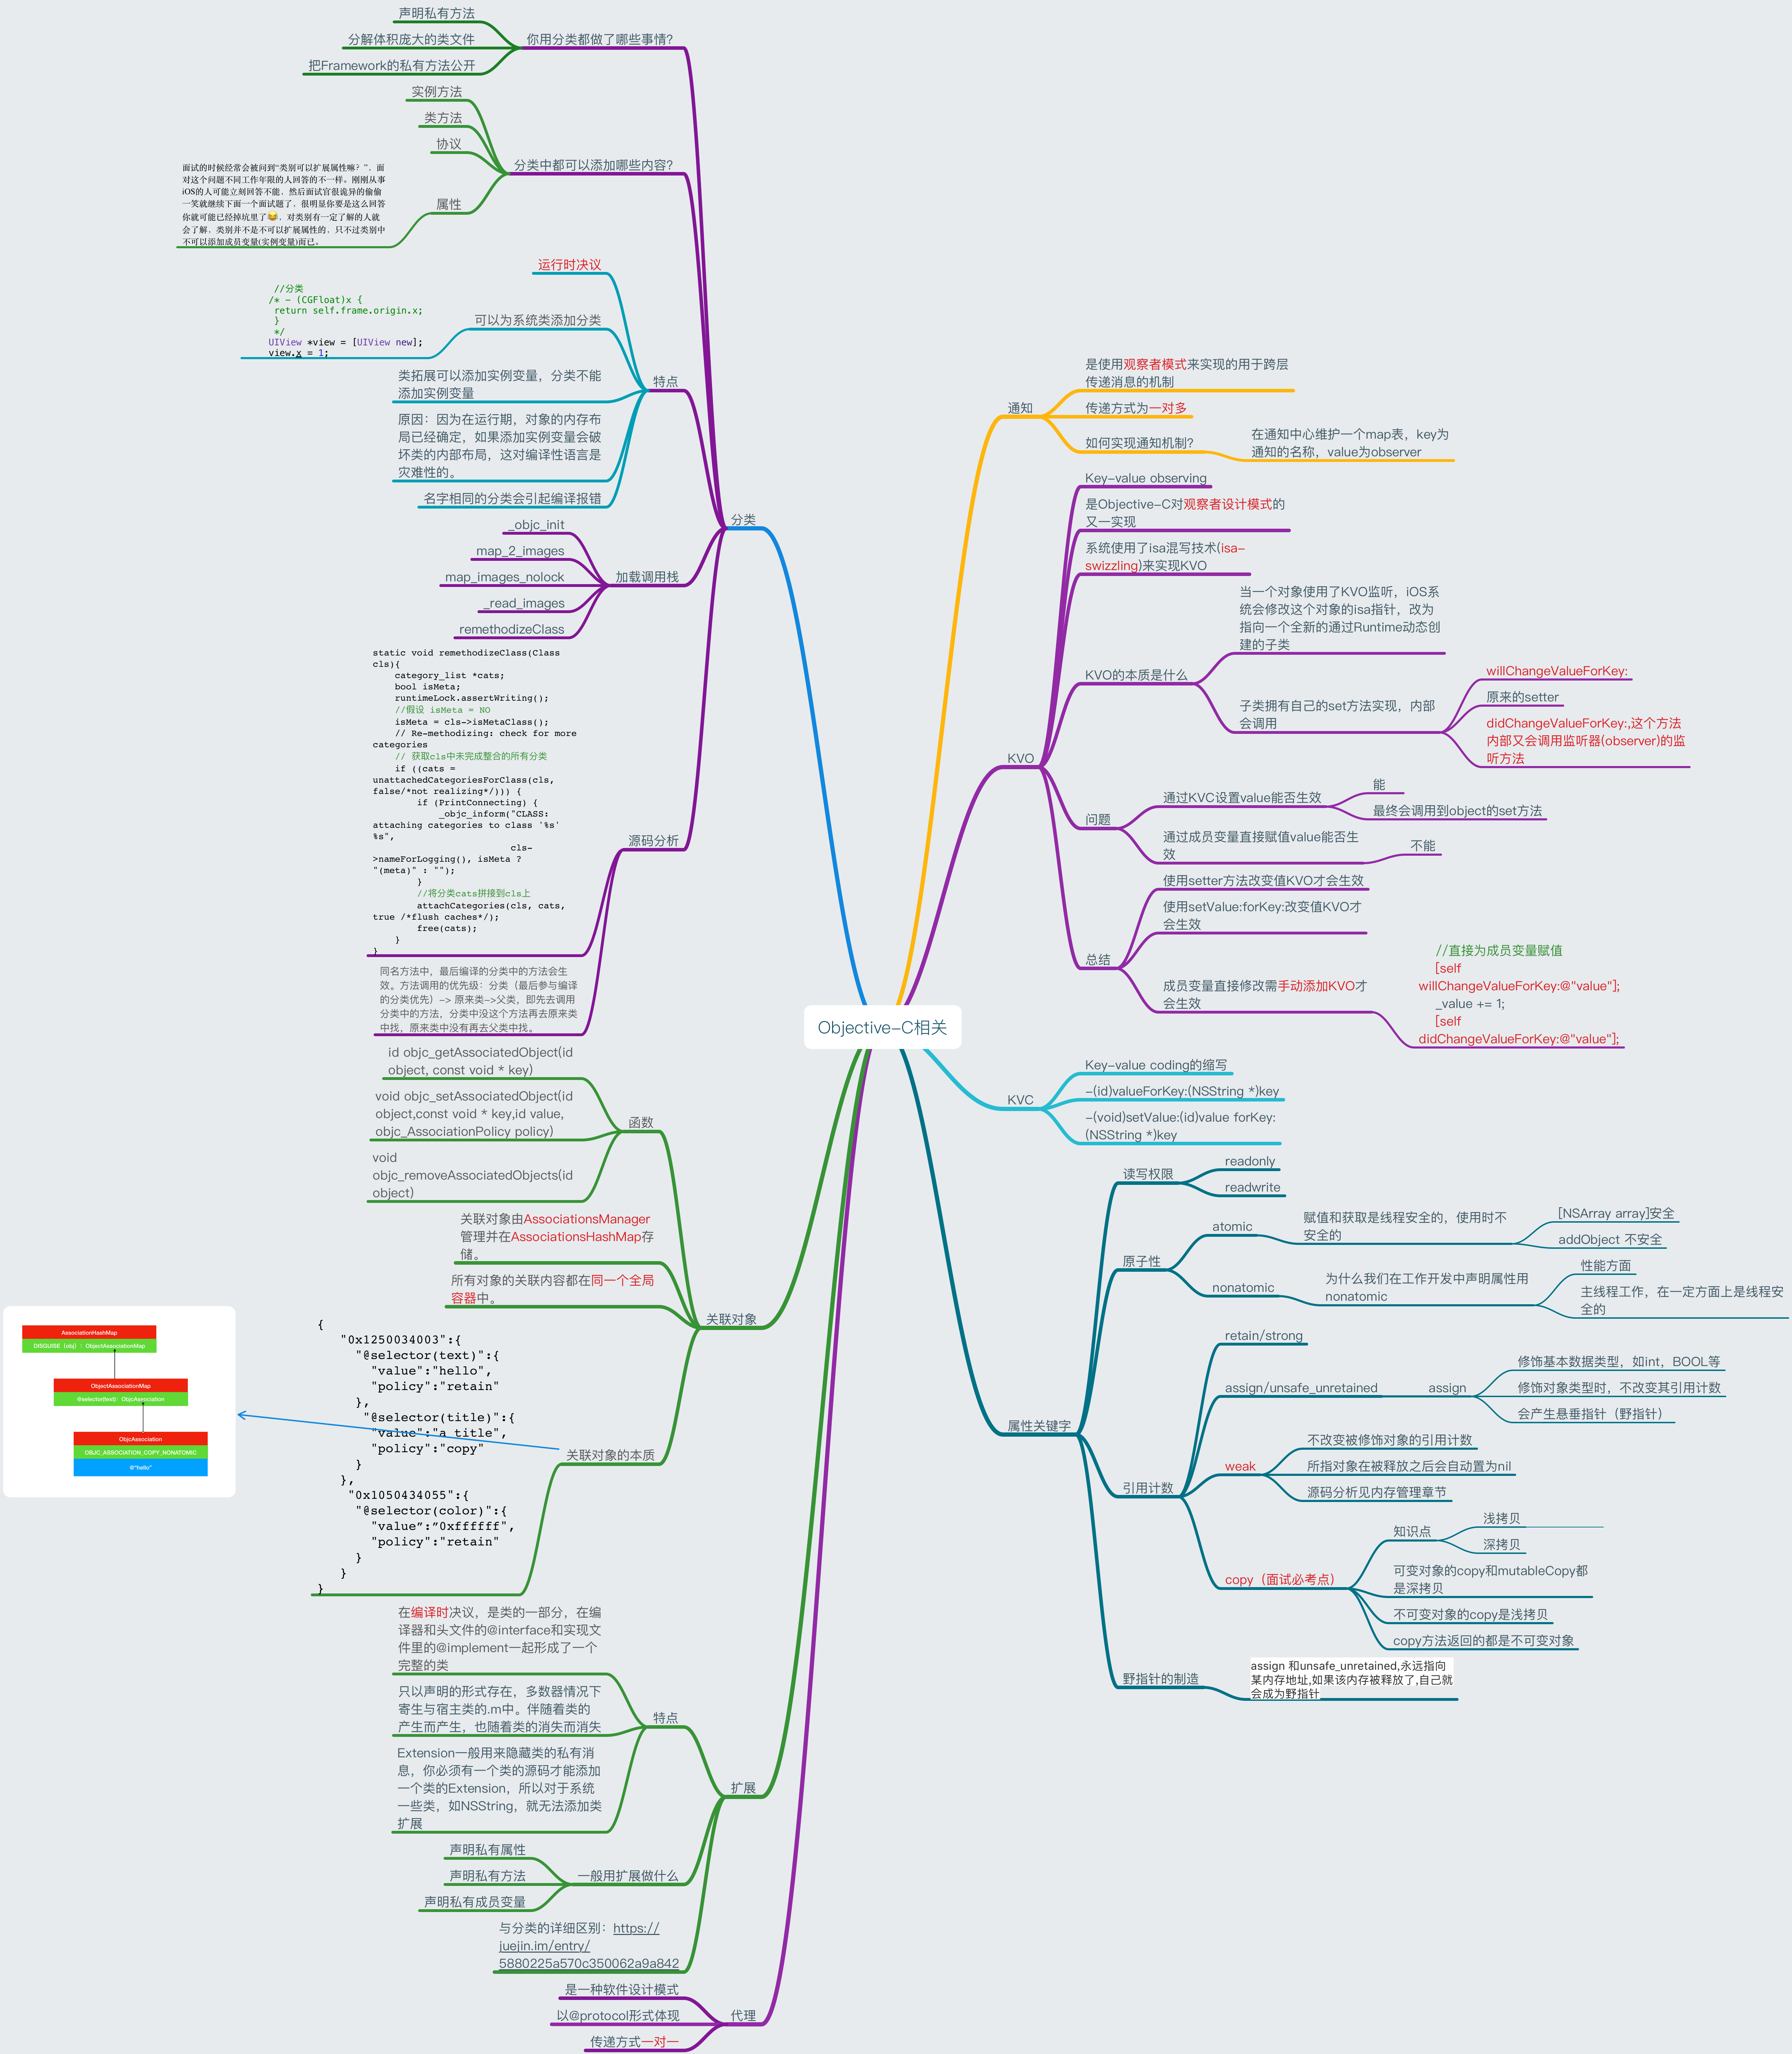 声明私有方法
分解体积庞大的类文件
你用分类都做了哪些事情？
把Framework的私有方法公开
实例方法
类方法
协议
分类中都可以添加哪些内容？
面试的时候经常会被问到“类别可以扩展属性嘛？”，面
对这个问题不同工作年限的人回答的不一样。刚刚从事
iOS的人可能立刻回答不能，然后面试官很诡异的偷偷
一笑就继续下面一个面试题了，很明显你要是这么回答
你就可能已经掉坑里了😂，对类别有一定了解的人就
会了解，类别并不是不可以扩展属性的，只不过类别中
不可以添加成员变量(实例变量)而已。
属性
运行时决议
//分类
/* - (CGFloat)x {
return self.frame.origin.x;
}
*/
UIView *view = [UIView new];
view.x = 1;
可以为系统类添加分类
类拓展可以添加实例变量，分类不能
添加实例变量
特点
原因：因为在运行期，对象的内存布
局已经确定，如果添加实例变量会破
坏类的内部布局，这对编译性语言是
灾难性的。
名字相同的分类会引起编译报错
分类
_objc_init
map_2_images
map_images_nolock
加载调用栈
_read_images
remethodizeClass
static void remethodizeClass(Class
cls){
category_list *cats;
bool isMeta;
runtimeLock.assertWriting();
//假设 isMeta = NO
isMeta = cls->isMetaClass();
// Re-methodizing: check for more
categories
// 获取cls中未完成整合的所有分类
if ((cats =
unattachedCategoriesForClass(cls,
false/*not realizing*/))) {
if (PrintConnecting) {
_objc_inform("CLASS:
attaching categories to class '%s'
%s",
cls-
>nameForLogging(), isMeta ?
"(meta)" : "");
}
//将分类cats拼接到cls上
attachCategories(cls, cats,
true /*flush caches*/);
free(cats);
}
}
源码分析
同名方法中，最后编译的分类中的方法会生
效。方法调用的优先级：分类（最后参与编译
的分类优先）-> 原来类->父类，即先去调用
分类中的方法，分类中没这个方法再去原来类
中找，原来类中没有再去父类中找。
id objc_getAssociatedObject(id
object, const void * key)
void objc_setAssociatedObject(id
object,const void * key,id value,
objc_AssociationPolicy policy)
函数
void
objc_removeAssociatedObjects(id
object)
关联对象由AssociationsManager
管理并在AssociationsHashMap存
储。
所有对象的关联内容都在同一个全局
容器中。
关联对象
{
"0x1250034003":{
"@selector(text)":{
"value":"hello",
"policy":"retain"
},
"@selector(title)":{
"value":"a title",
"policy":"copy"
}
},
"0x1050434055":{
"@selector(color)":{
"value”:”0xffffff",
"policy":"retain"
}
}
}
关联对象的本质
AssociationHashMap
DISGUISE（obj）：ObjectAssociationMap
ObjectAssociationMap
@selector(text)：ObjcAssociation
ObjcAssociation
OBJC_ASSOCIATION_COPY_NONATOMIC
@"hello"
在编译时决议，是类的一部分，在编
译器和头文件的@interface和实现文
件里的@implement一起形成了一个
完整的类
只以声明的形式存在，多数器情况下
寄生与宿主类的.m中。伴随着类的
产生而产生，也随着类的消失而消失
特点
Extension一般用来隐藏类的私有消
息，你必须有一个类的源码才能添加
一个类的Extension，所以对于系统
一些类，如NSString，就无法添加类
扩展
扩展
声明私有属性
声明私有方法
一般用扩展做什么
声明私有成员变量
与分类的详细区别：https://
juejin.im/entry/
5880225a570c350062a9a842
是一种软件设计模式
以@protocol形式体现
代理
传递方式一对一
Objective-C相关
是使用观察者模式来实现的用于跨层
传递消息的机制
通知
传递方式为一对多
如何实现通知机制？
在通知中心维护一个map表，key为
通知的名称，value为observer
Key-value observing
是Objective-C对观察者设计模式的
又一实现
系统使用了isa混写技术(isa-
swizzling)来实现KVO
当一个对象使用了KVO监听，iOS系
统会修改这个对象的isa指针，改为
指向一个全新的通过Runtime动态创
建的子类
KVO的本质是什么
子类拥有自己的set方法实现，内部
会调用
willChangeValueForKey:
原来的setter
didChangeValueForKey:,这个方法
内部又会调用监听器(observer)的监
听方法
KVO
问题
通过KVC设置value能否生效
能
最终会调用到object的set方法
通过成员变量直接赋值value能否生
效
不能
总结
使用setter方法改变值KVO才会生效
使用setValue:forKey:改变值KVO才
会生效
成员变量直接修改需手动添加KVO才
会生效
//直接为成员变量赋值
[self
willChangeValueForKey:@"value"];
_value += 1;
[self
didChangeValueForKey:@"value"];
KVC
Key-value coding的缩写
-(id)valueForKey:(NSString *)key
-(void)setValue:(id)value forKey:
(NSString *)key
属性关键字
读写权限
readonly
readwrite
原子性
atomic
赋值和获取是线程安全的，使用时不
安全的
[NSArray array]安全
addObject 不安全
nonatomic
为什么我们在工作开发中声明属性用
nonatomic
性能方面
主线程工作，在一定方面上是线程安
全的
引用计数
retain/strong
assign/unsafe_unretained
assign
修饰基本数据类型，如int，BOOL等
修饰对象类型时，不改变其引用计数
会产生悬垂指针（野指针）
weak
不改变被修饰对象的引用计数
所指对象在被释放之后会自动置为nil
源码分析见内存管理章节
copy（面试必考点）
知识点
浅拷贝
深拷贝
可变对象的copy和mutableCopy都
是深拷贝
不可变对象的copy是浅拷贝
copy方法返回的都是不可变对象
野指针的制造
assign 和unsafe_unretained,永远指向
某内存地址,如果该内存被释放了,自己就
会成为野指针